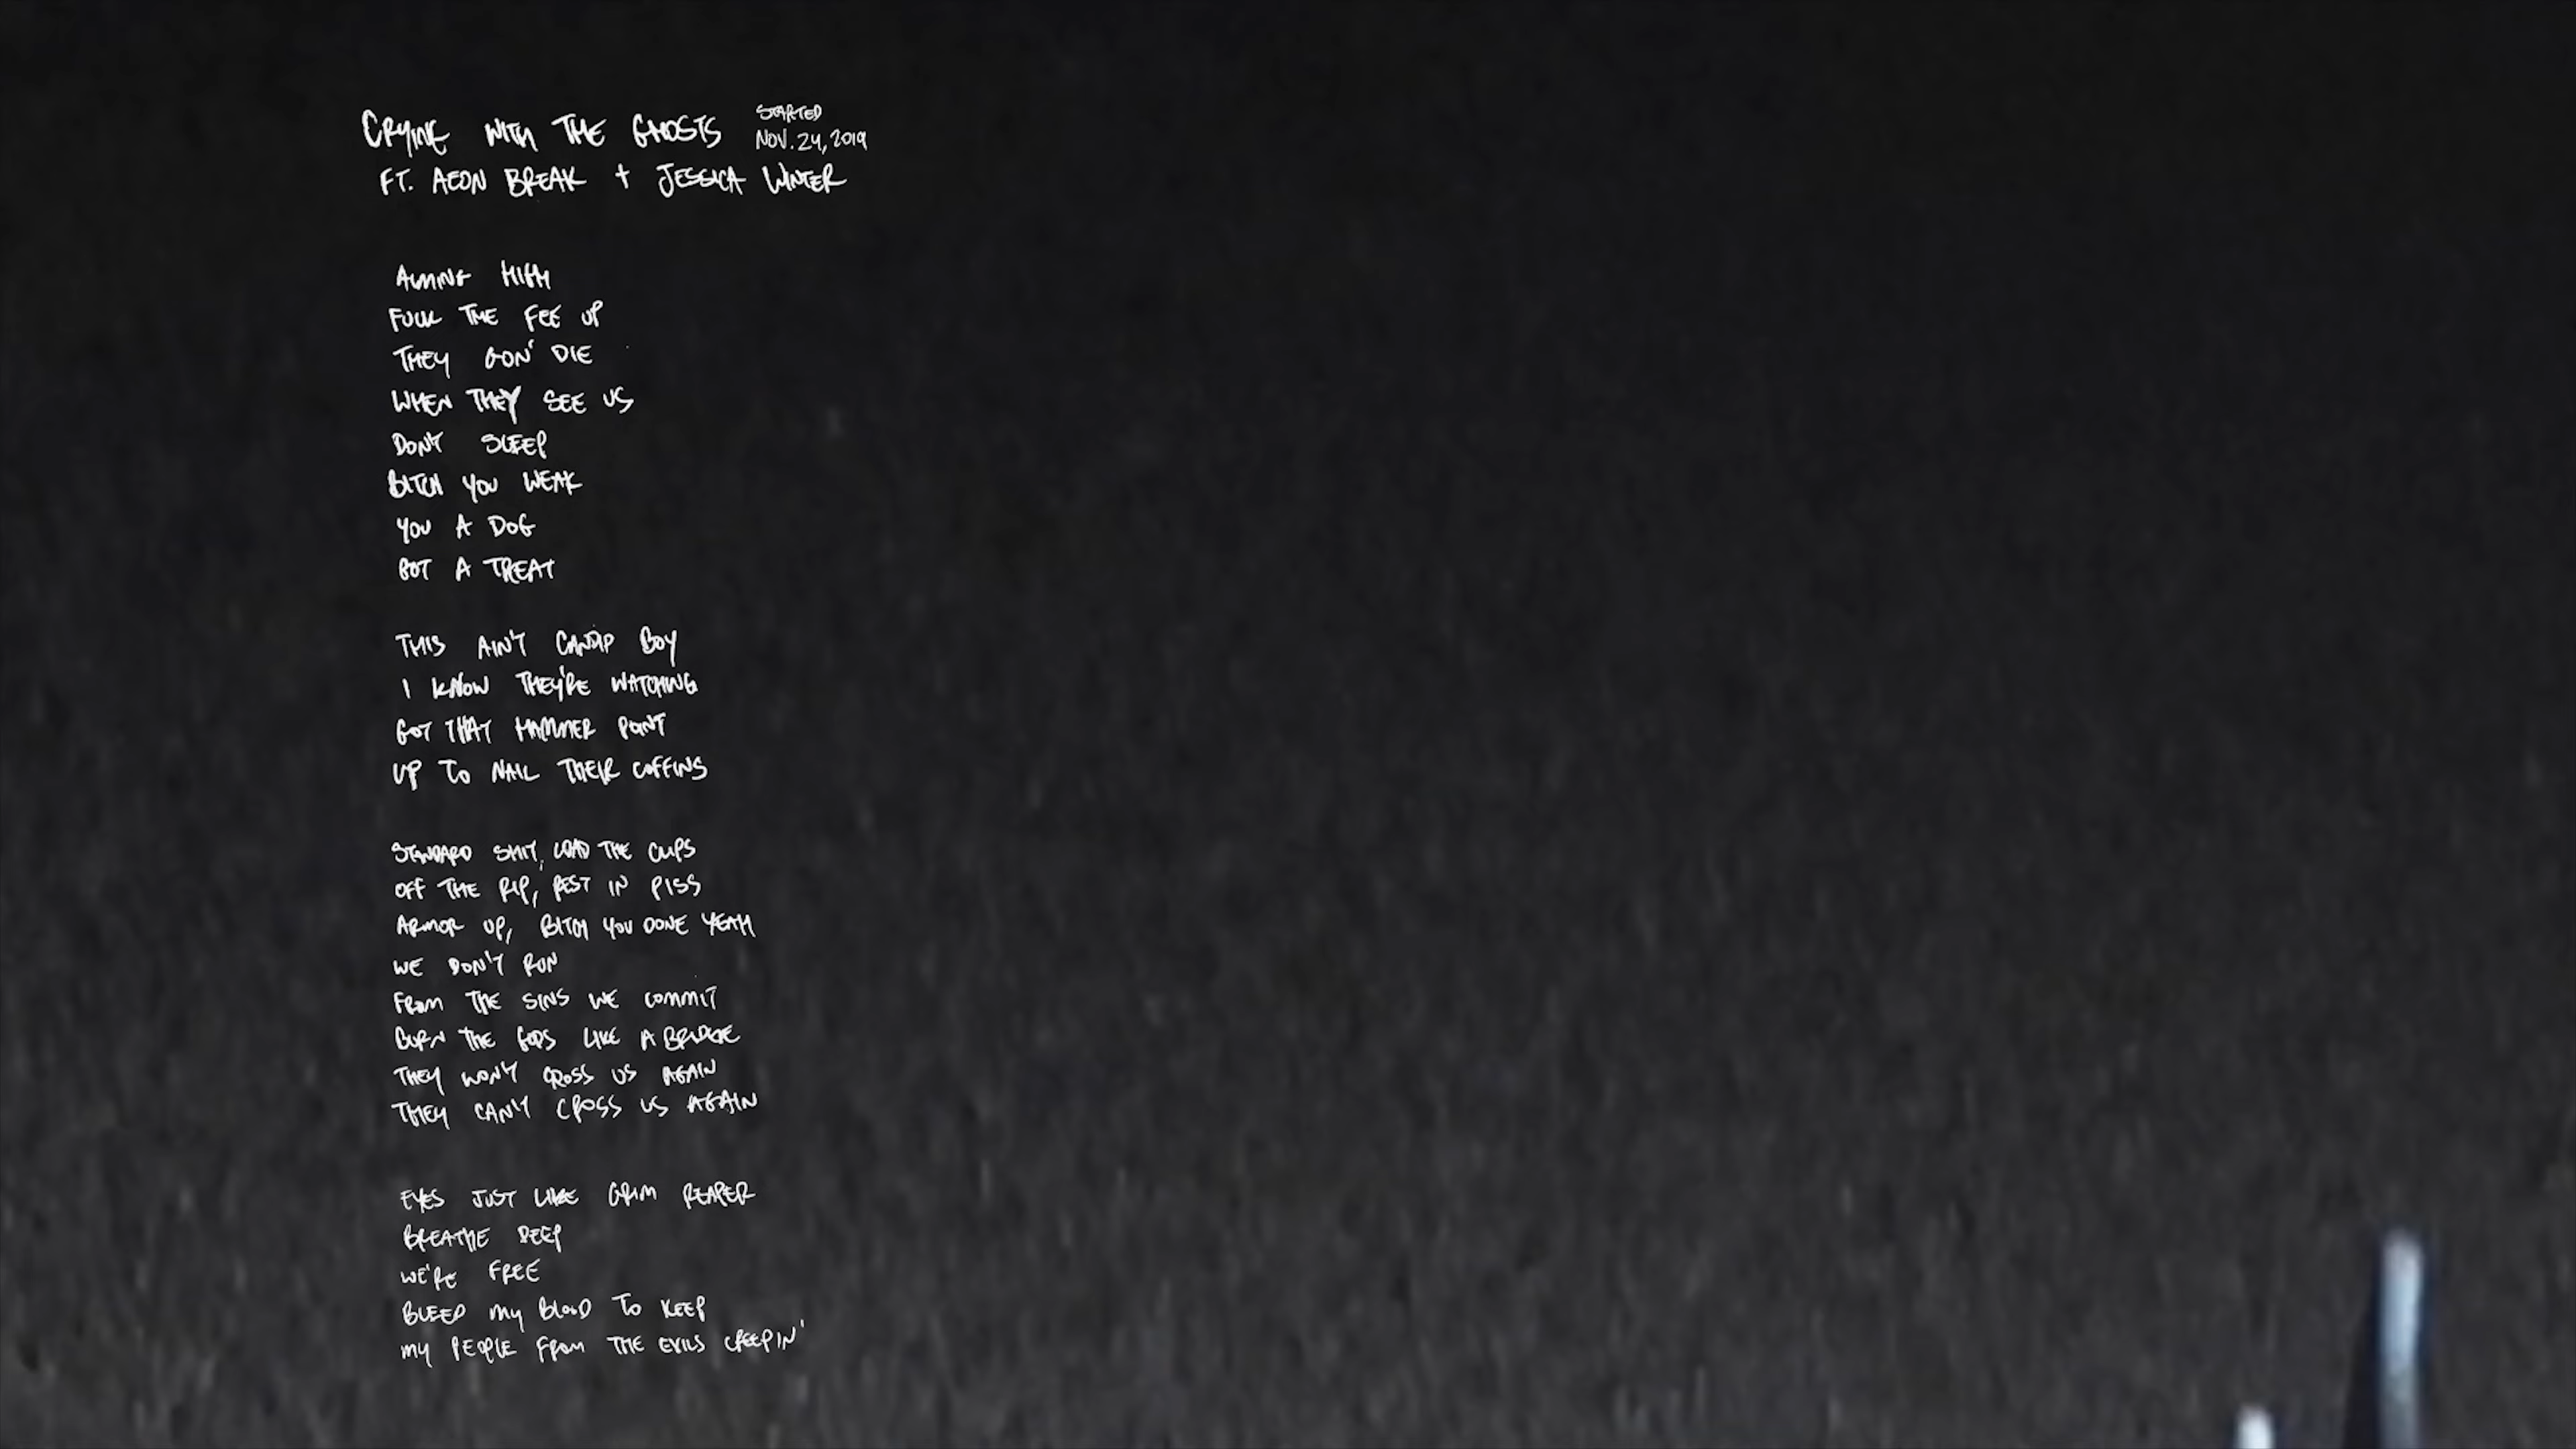 CRYING WITH THE GHOSTS
STARTED
NOV. 24, 2019
FT. AEON BREAK + JESSICA WINTER
AIMING HIGH
FUCK THE FEE UP
THEY GON' DIE
WHEN THEY SEE US
DON'T SLEEP
BITCH YOU WEAK
YOU A DOG
GOT A TREAT
THIS AIN'T BOY
I KNOW THEY'RE WATCHING
GOT THAT HAMMER POINT
UP TO NAIL THEIR COFFINS
STANDARD SHIT, LOAD THE CLIPS
OFF THE RIP, REST IN PISS
ARMOR UP, BITCH YOU DONE YEAH
WE DON'T RUN
FROM THE SINS WE COMMIT
BURN THE GODS LIKE A BRIDGE
THEY WON'T CROSS US AGAIN
THEY CAN'T CROSS US AGAIN
EYES JUST LIKE GRIM REAPER
BREATHE DEEP
WE'RE FREE
BLEED MY BLOOD TO KEEP
MY PEOPLE FROM THE EVILS CREEPIN'